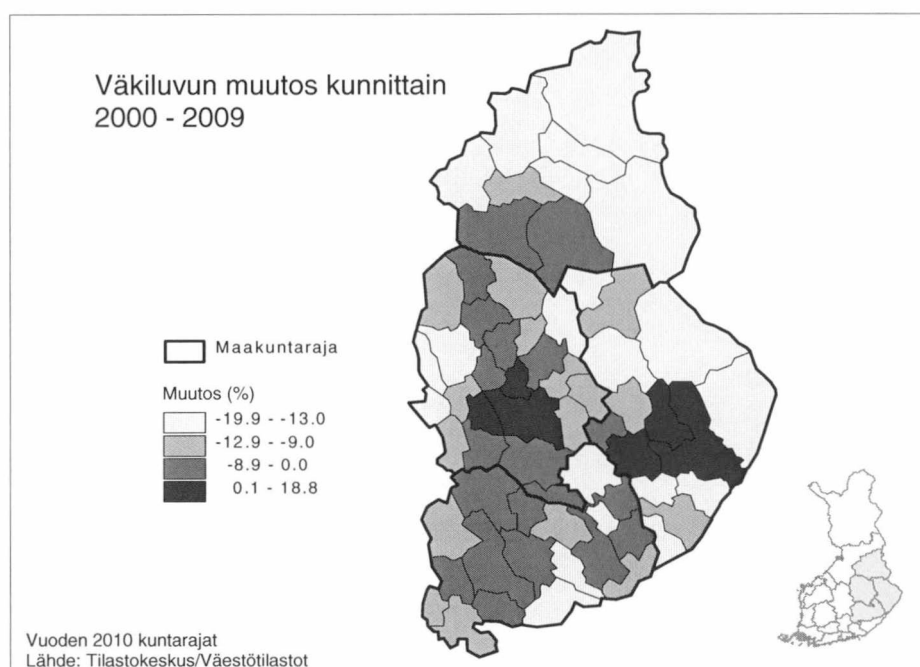 Väkiluvun muutos kunnittain
2000 - 2009
Maakuntaraja
Muutos (%)
-19.9 - -13.0
-12.9 - -9.0
-8.9 - 0.0
0.1 - 18.8
Vuoden 2010 kuntarajat
Lähde: Tilastokeskus/Väestötilastot